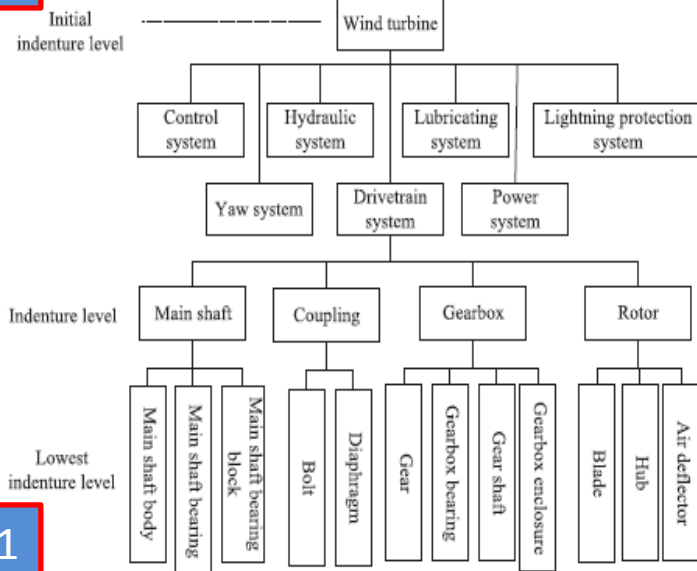 Initial
indenture level
Wind turbine
Control
system
Hydraulic
system
Lubricating
system
Lightning protection
system
Yaw system
Drivetrain
system
Power
system
Indenture level
Main shaft
Coupling
Gearbox
Rotor
Lowest
indenture level
Main shaft body
Main shaft bearing
Main shaft bearing
block
Bolt
Diaphragm
Gear
Gearbox bearing
Gear shaft
Gearbox enclosure
Blade
Hub
Air deflector
1